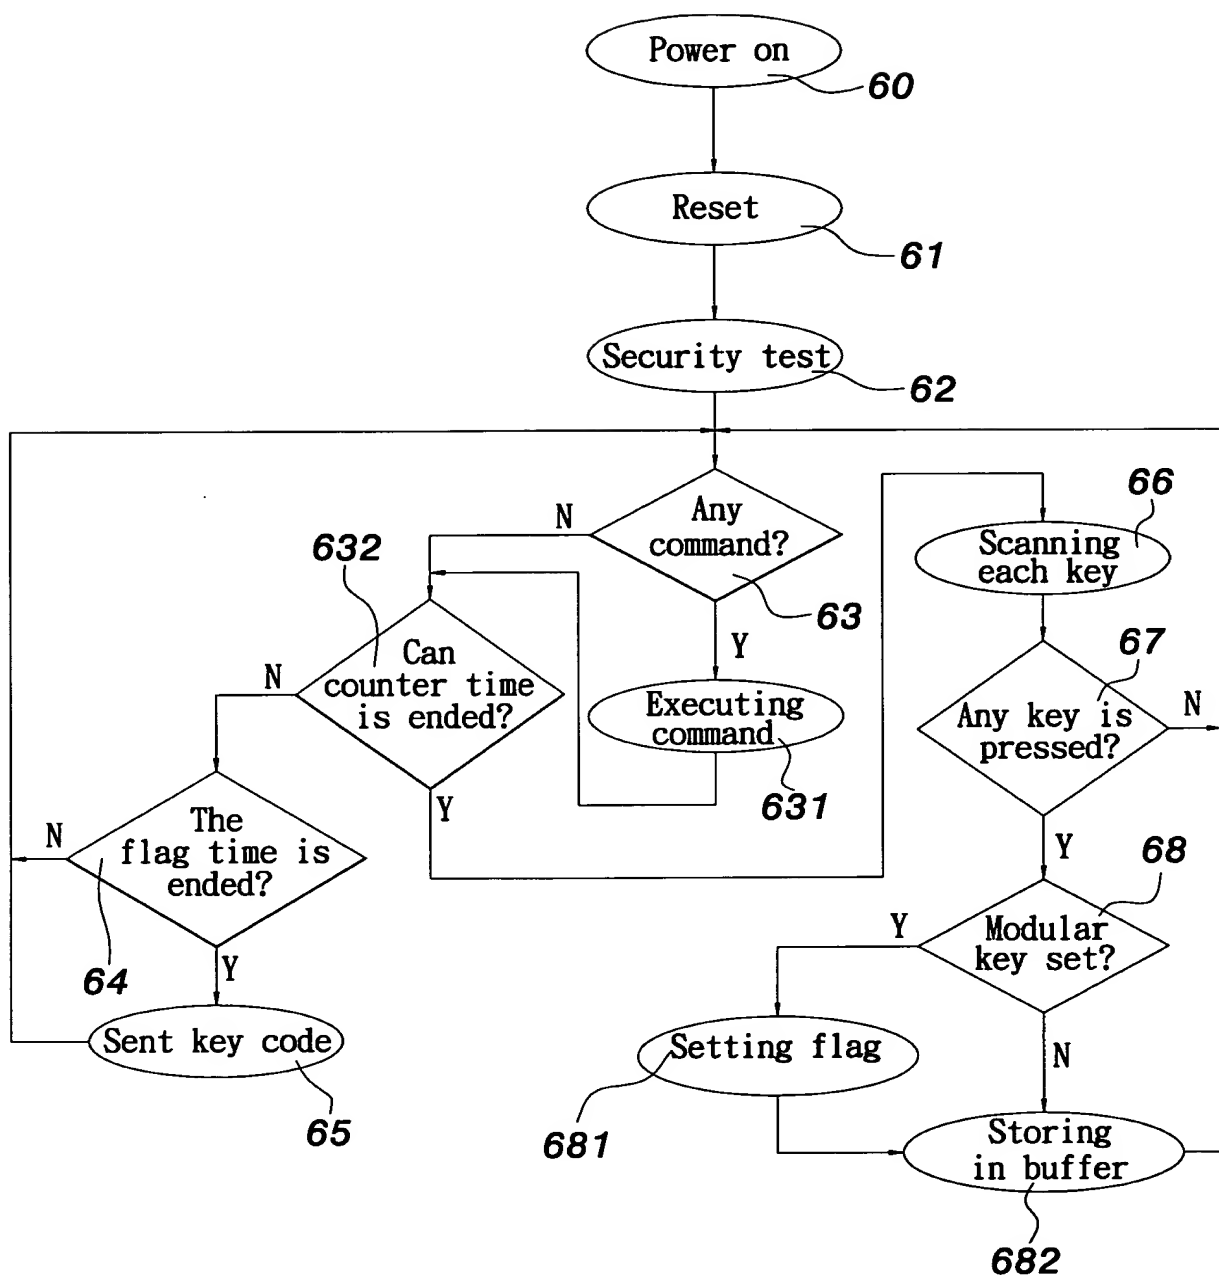 Power on
60
Reset
61
Security test
62
Any
command?
63
N
Y
632
Can
counter time
is ended?
N
Y
Executing
command
631
The
flag time is
ended?
N
64
Y
Sent key code
65
66
Scanning
each key
67
Any key is
pressed?
N
Y
68
Modular
key set?
Y
N
Setting flag
681
Storing
in buffer
682